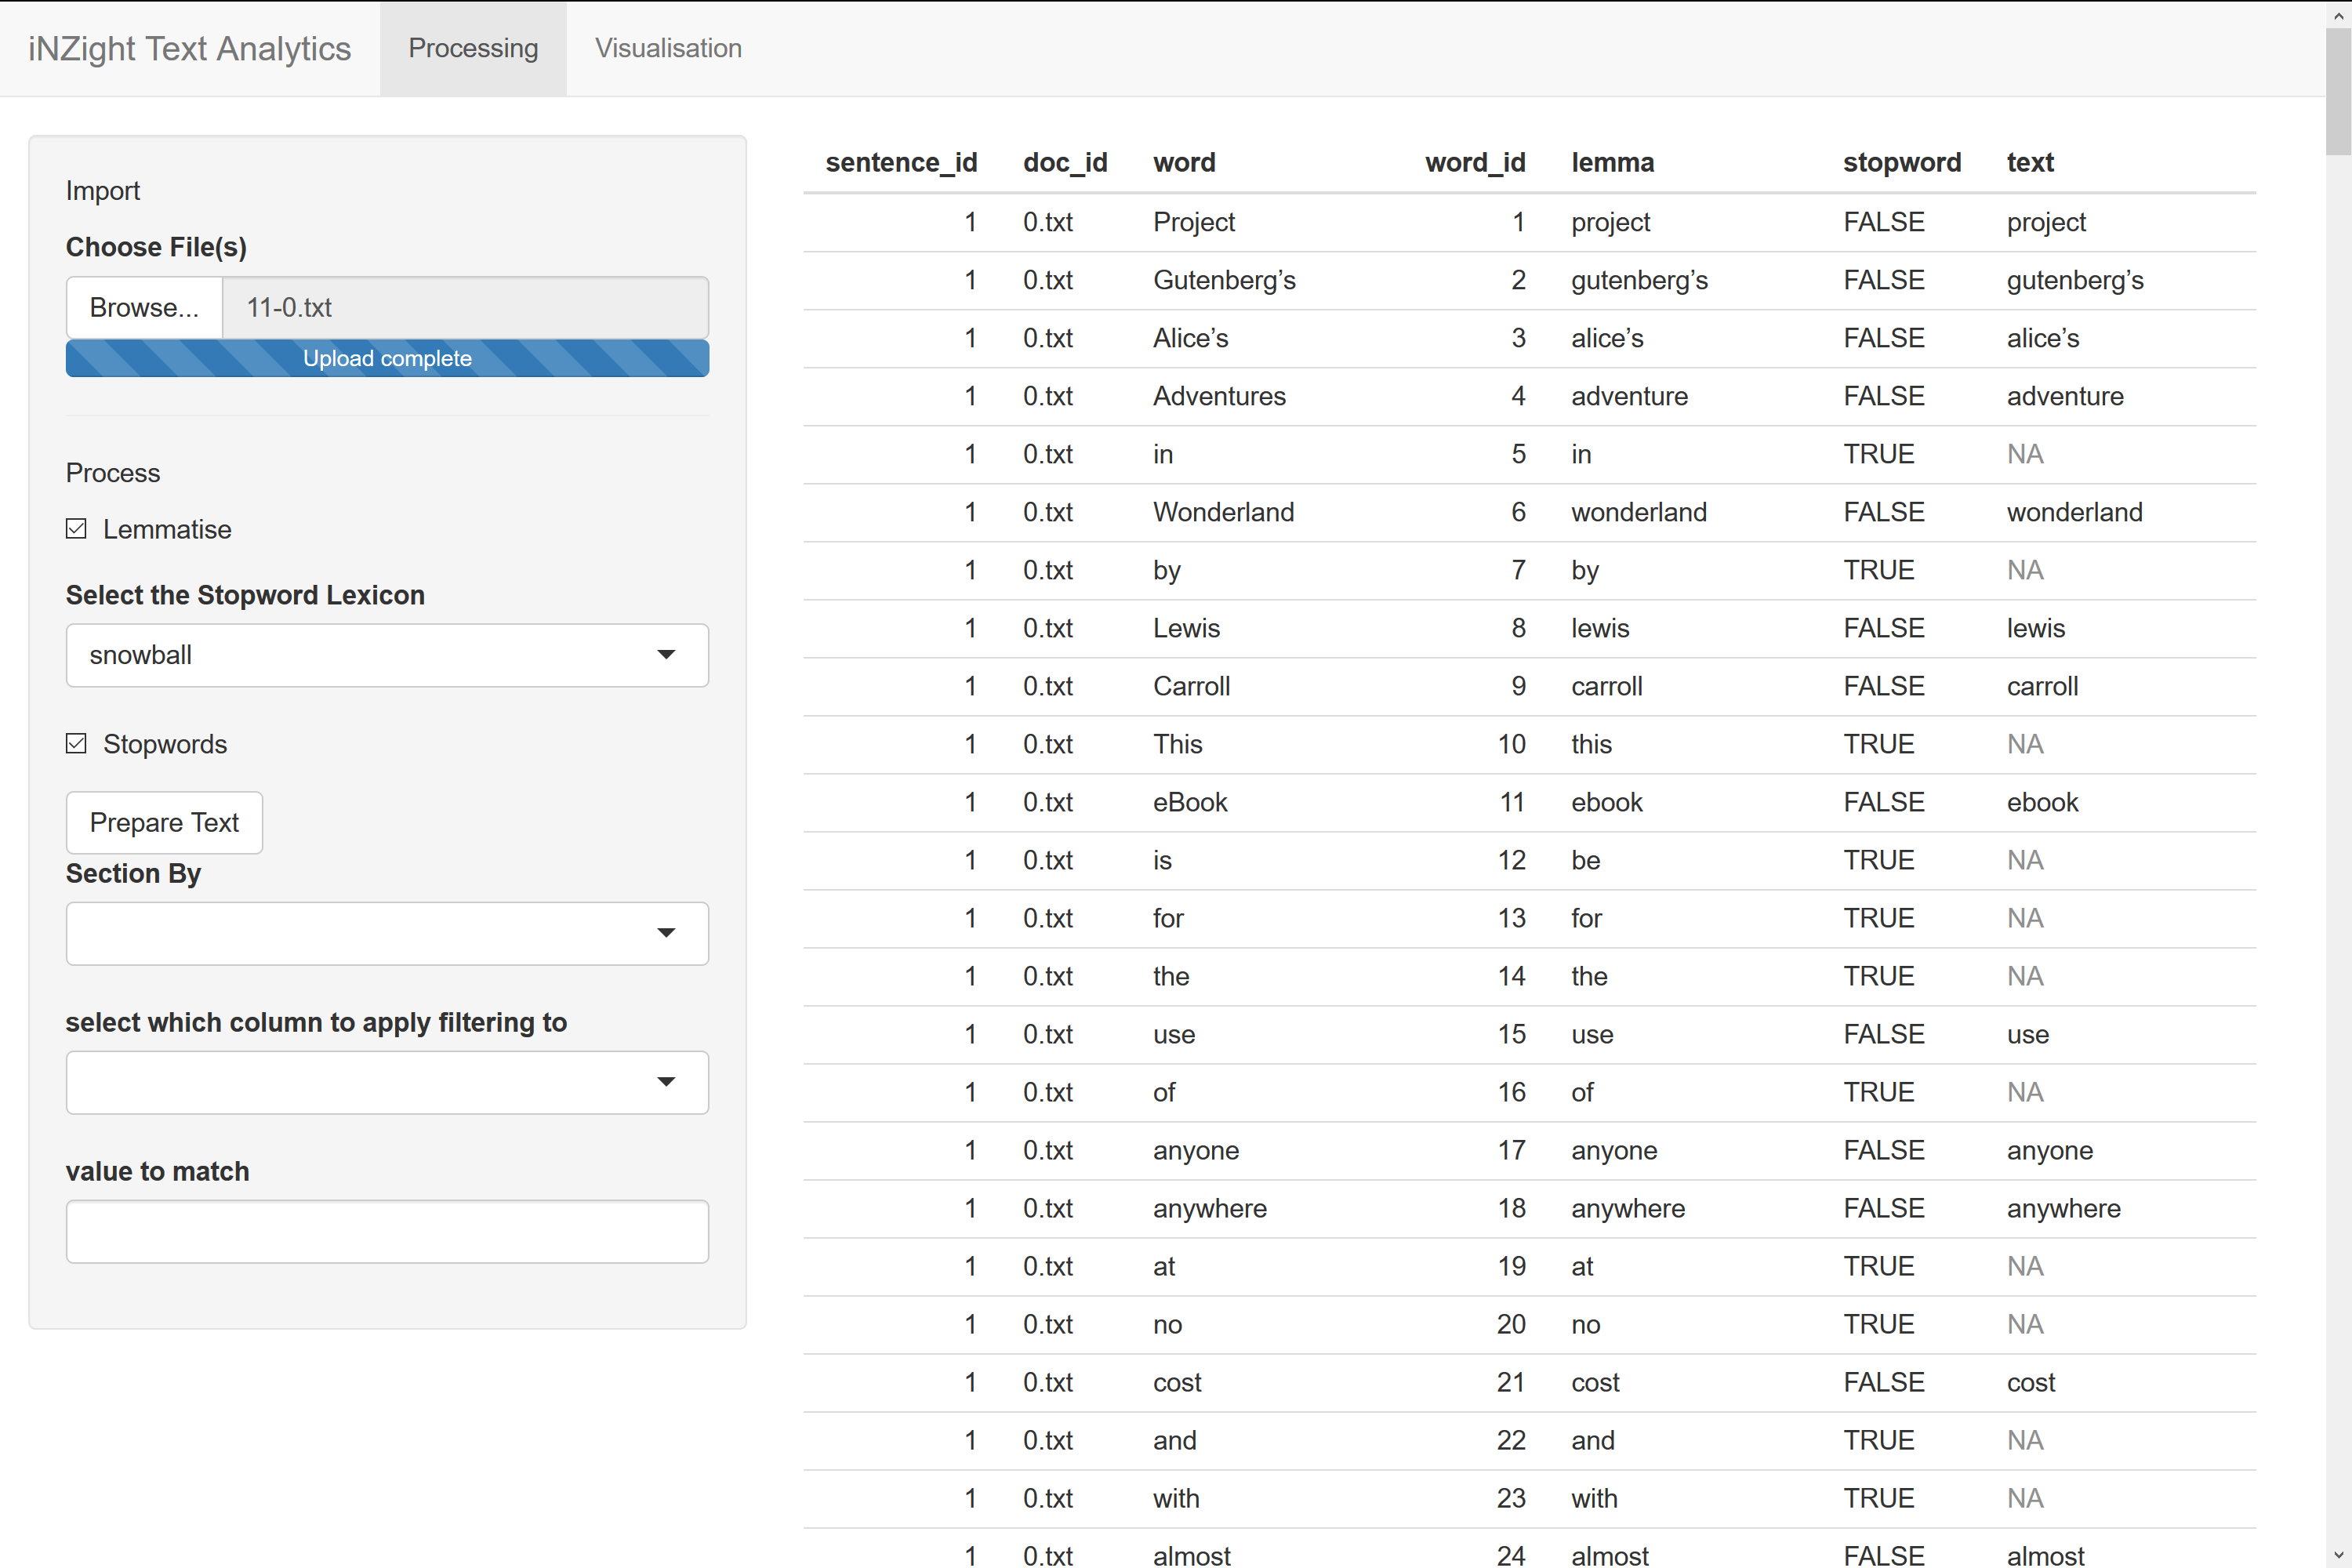 iNZight Text Analytics Processing Visualisation
Import
Choose File(s)
Browse... 11-0.txt
Upload complete
Process
Lemmatise
Select the Stopword Lexicon
snowball
Stopwords
Prepare Text
Section By
select which column to apply filtering to
value to match
sentence_id doc_id word word_id lemma stopword text
1 0.txt Project 1 project FALSE project
1 0.txt Gutenberg’s 2 gutenberg’s FALSE gutenberg’s
1 0.txt Alice’s 3 alice’s FALSE alice’s
1 0.txt Adventures 4 adventure FALSE adventure
1 0.txt in 5 in TRUE NA
1 0.txt Wonderland 6 wonderland FALSE wonderland
1 0.txt by 7 by TRUE NA
1 0.txt Lewis 8 lewis FALSE lewis
1 0.txt Carroll 9 carroll FALSE carroll
1 0.txt This 10 this TRUE NA
1 0.txt eBook 11 ebook FALSE ebook
1 0.txt is 12 be TRUE NA
1 0.txt for 13 for TRUE NA
1 0.txt the 14 the TRUE NA
1 0.txt use 15 use FALSE use
1 0.txt of 16 of TRUE NA
1 0.txt anyone 17 anyone FALSE anyone
1 0.txt anywhere 18 anywhere FALSE anywhere
1 0.txt at 19 at TRUE NA
1 0.txt no 20 no TRUE NA
1 0.txt cost 21 cost FALSE cost
1 0.txt and 22 and TRUE NA
1 0.txt with 23 with TRUE NA
1 0.txt almost 24 almost FALSE almost